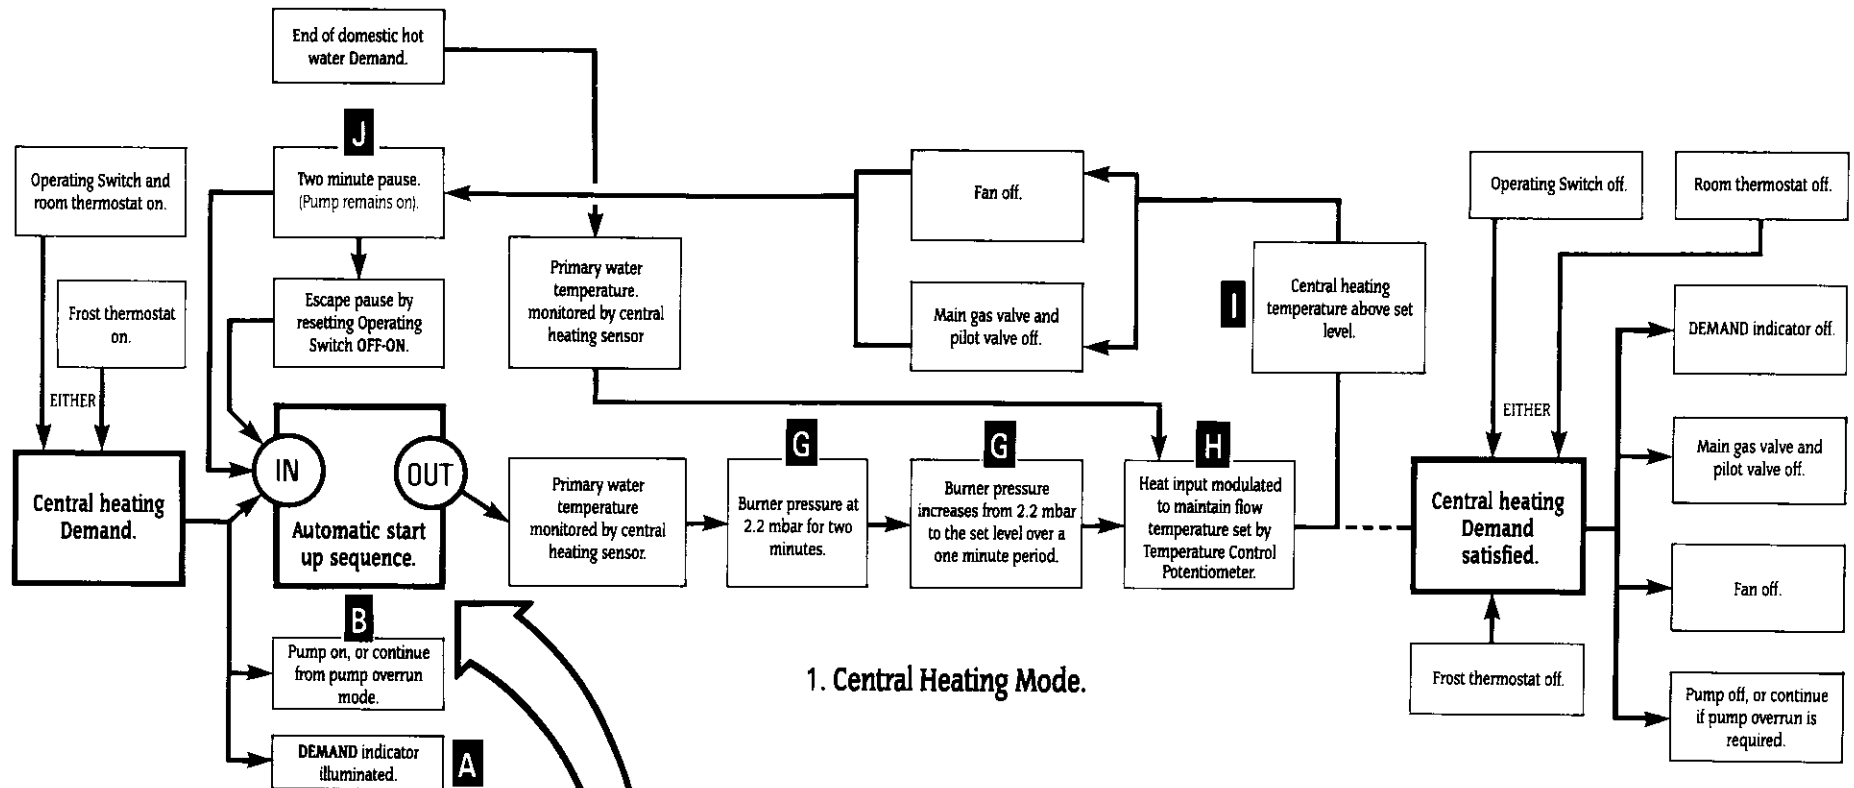 End of domestic hot
water Demand.
J
Operating Switch and
room thermostat on.
Two minute pause.
(Pump remains on).
Fan off.
Operating Switch off.
Room thermostat off.
Frost thermostat
on.
Escape pause by
resetting Operating
Switch OFF-ON.
Primary water
temperature.
monitored by central
heating sensor
Main gas valve and
pilot valve off.
I
Central heating
temperature above set
level.
DEMAND indicator off.
EITHER
EITHER
IN
OUT
Central heating
Demand.
Automatic start
up sequence.
Primary water
temperature
monitored by central
heating sensor.
G
Burner pressure at
2.2 mbar for two
minutes.
G
Burner pressure
increases from 2.2 mbar
to the set level over a
one minute period.
H
Heat input modulated
to maintain flow
temperature set by
Temperature Control
Potentiometer.
Central heating
Demand
satisfied.
Main gas valve and
pilot valve off.
Fan off.
B
Pump on, or continue
from pump overrun
mode.
1. Central Heating Mode.
Frost thermostat off.
Pump off, or continue
if pump overrun is
required.
DEMAND indicator
illuminated.
A